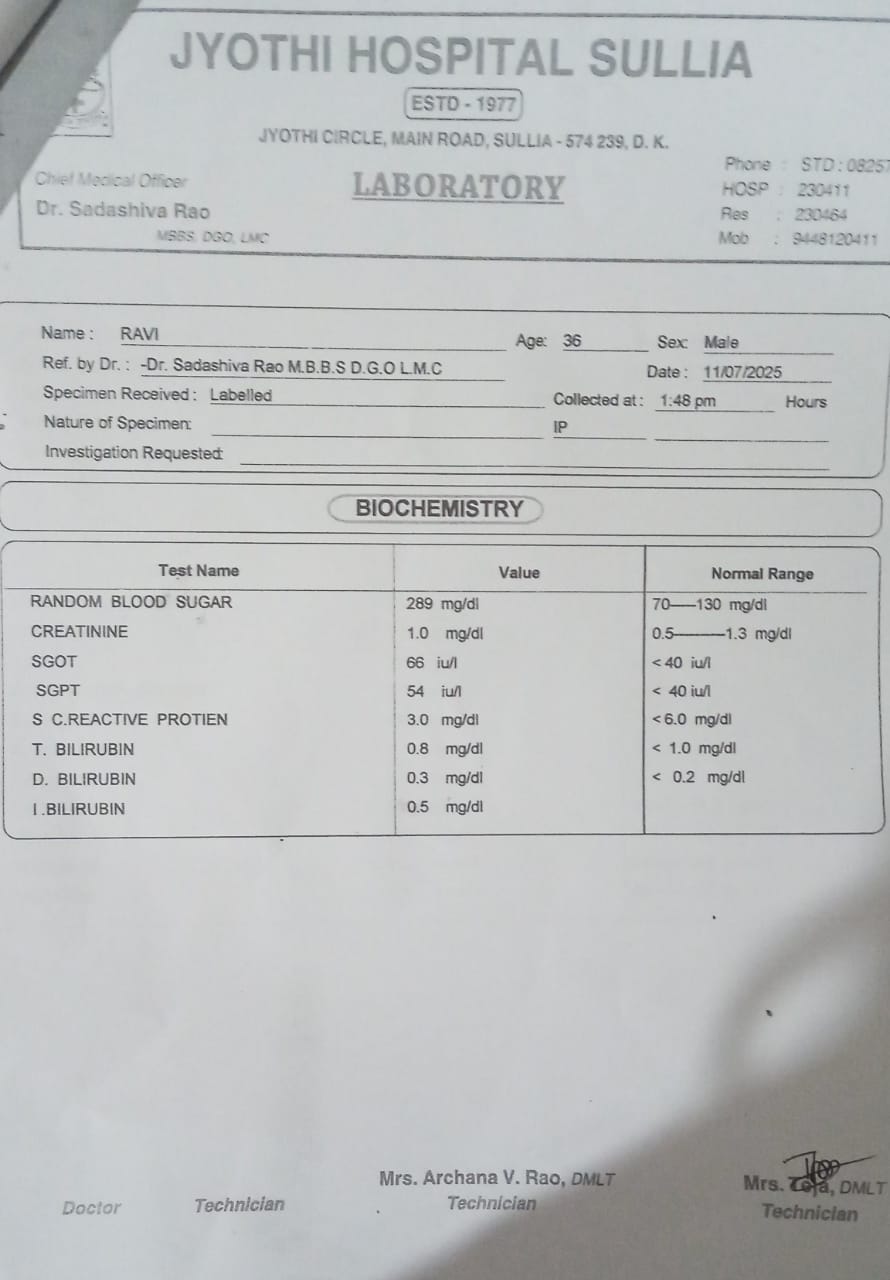 JYOTHI HOSPITAL SULLIA
ESTD - 1977
JYOTHI CIRCLE, MAIN ROAD, SULLIA - 574 239, D. K.
LABORATORY
Chief Medical Officer
Dr. Sadashiva Rao
MBBS, DGO, LMC
Phone : STD : 08257
HOSP : 230411
Res : 230464
Mob : 9448120411
Name : RAVI Age: 36 Sex: Male
Ref. by Dr. : -Dr. Sadashiva Rao M.B.B.S D.G.O L.M.C Date : 11/07/2025
Specimen Received : Labelled Collected at : 1:48 pm Hours
Nature of Specimen: IP
Investigation Requested:
BIOCHEMISTRY
Test Name Value Normal Range
RANDOM BLOOD SUGAR 289 mg/dl 70——130 mg/dl
CREATININE 1.0 mg/dl 0.5———1.3 mg/dl
SGOT 66 iu/l < 40 iu/l
SGPT 54 iu/l < 40 iu/l
S C.REACTIVE PROTIEN 3.0 mg/dl < 6.0 mg/dl
T. BILIRUBIN 0.8 mg/dl < 1.0 mg/dl
D. BILIRUBIN 0.3 mg/dl < 0.2 mg/dl
I .BILIRUBIN 0.5 mg/dl
Mrs. Archana V. Rao, DMLT Mrs. DMLT
Doctor Technician Technician Technician